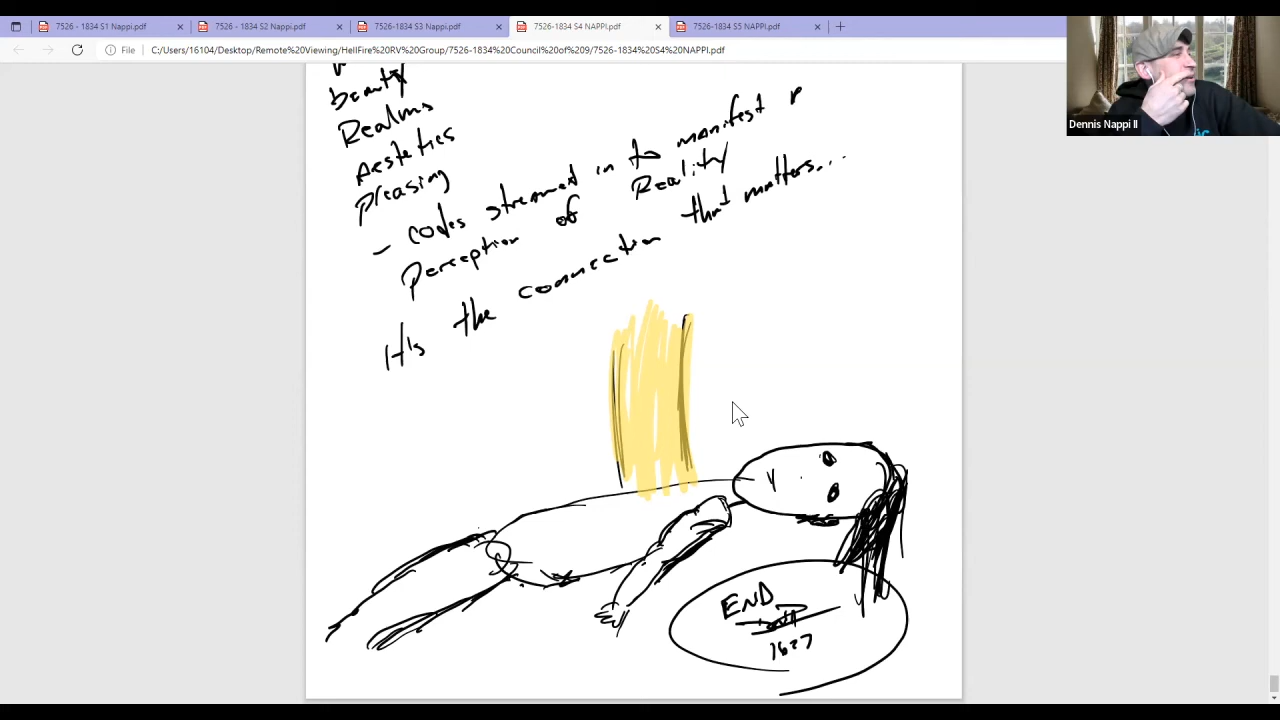 7526 - 1834 S1 Nappi.pdf
7526 - 1834 S2 Nappi.pdf
7526-1834 S3 Nappi.pdf
7526-1834 S4 NAPPI.pdf
7526-1834 S5 NAPPI.pdf
File
C:/Users/16104/Desktop/Remote%20Viewing/HellFire%20RV%20Group/7526-1834%20Council%20of%209/7526-1834%20S4%20NAPPI.pdf
Dennis Nappi II
beauty
Realms
Aestetics
Pleasing
- codes streamed in to manifest
Perception of Reality
It's the connection that matters...
END
1627